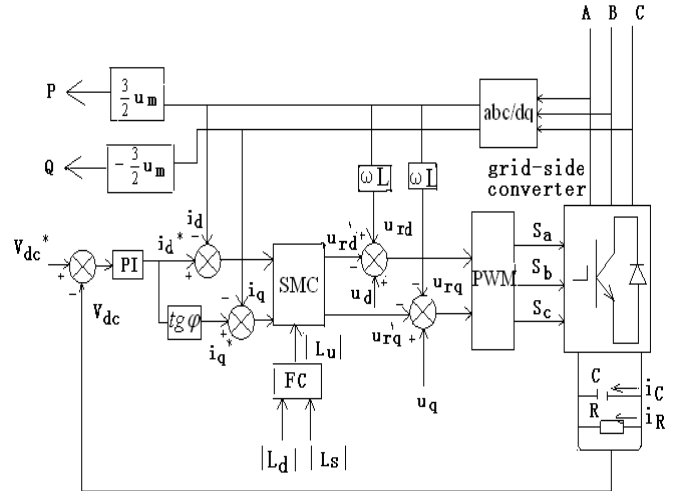 A B C
P
3/2 u_m
abc/dq
Q
-3/2 u_m
ωL ωL
grid-side
converter
i_d
V_dc*
i_d*
u_rd'
u_rd
+
−
+
PI
−
+
SMC
−
+
PWM
S_a
−
V_dc
−
i_q
u_d
−
u_rq
S_b
tgφ
+
i_q*
u_rq'
+
S_c
|L_u|
FC
u_q
C
i_C
R
i_R
|L_d| |L_s|